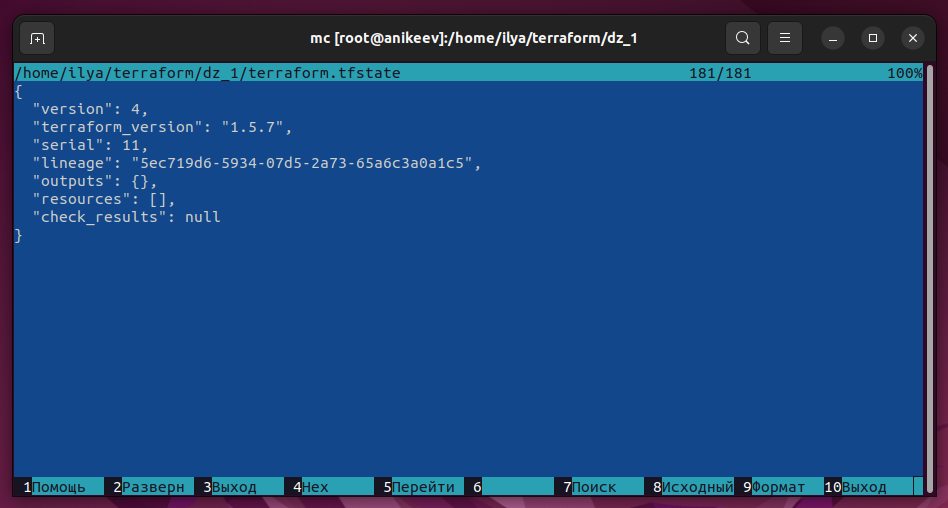 mc [root@anikeev]:/home/ilya/terraform/dz_1
/home/ilya/terraform/dz_1/terraform.tfstate 181/181 100%
{
  "version": 4,
  "terraform_version": "1.5.7",
  "serial": 11,
  "lineage": "5ec719d6-5934-07d5-2a73-65a6c3a0a1c5",
  "outputs": {},
  "resources": [],
  "check_results": null
}
1Помощь 2Разверн 3Выход 4Hex 5Перейти 6 7Поиск 8Исходный 9Формат 10Выход